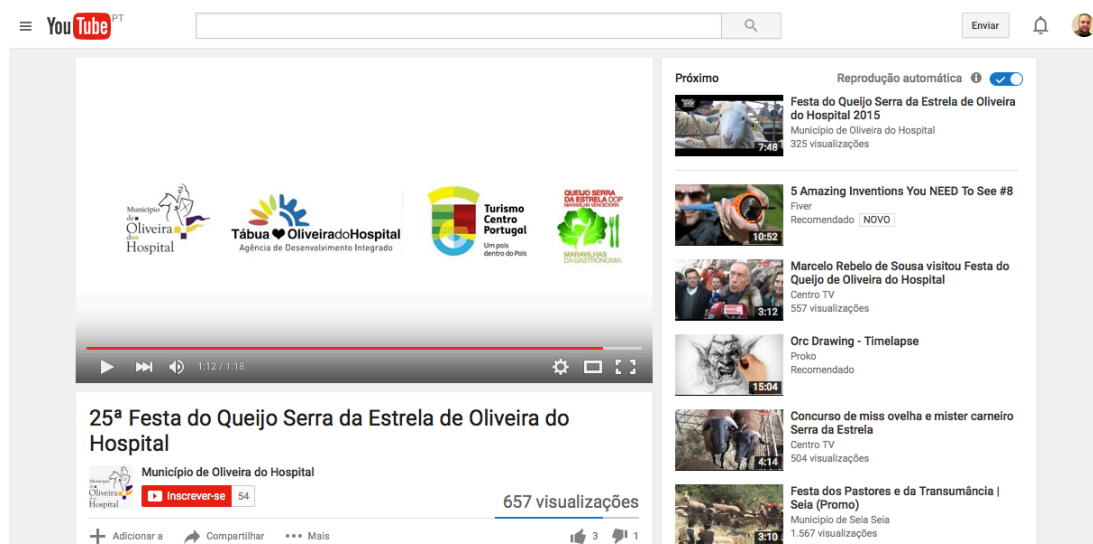 YouTube PT
Enviar
Município
de
Oliveira
do
Hospital
Tábua OliveiradoHospital
Agência de Desenvolvimento Integrado
Turismo
Centro
Portugal
Um país
dentro do País
QUEIJO SERRA
DA ESTRELA DOP
MARAVILHA VENCEDORA
MARAVILHAS
DA GASTRONOMIA
1:12 / 1:18
25ª Festa do Queijo Serra da Estrela de Oliveira do
Hospital
Município de Oliveira do Hospital
Inscrever-se 54
657 visualizações
Adicionar a Compartilhar Mais 3 1
Próximo Reprodução automática
Festa do Queijo Serra da Estrela de Oliveira
do Hospital 2015
Município de Oliveira do Hospital
325 visualizações
7:48
5 Amazing Inventions You NEED To See #8
Fiver
Recomendado NOVO
10:52
Marcelo Rebelo de Sousa visitou Festa do
Queijo de Oliveira do Hospital
Centro TV
557 visualizações
3:12
Orc Drawing - Timelapse
Proko
Recomendado
15:04
Concurso de miss ovelha e mister carneiro
Serra da Estrela
Centro TV
504 visualizações
4:14
Festa dos Pastores e da Transumância |
Seia (Promo)
Municipio de Seia Seia
1.567 visualizações
3:10